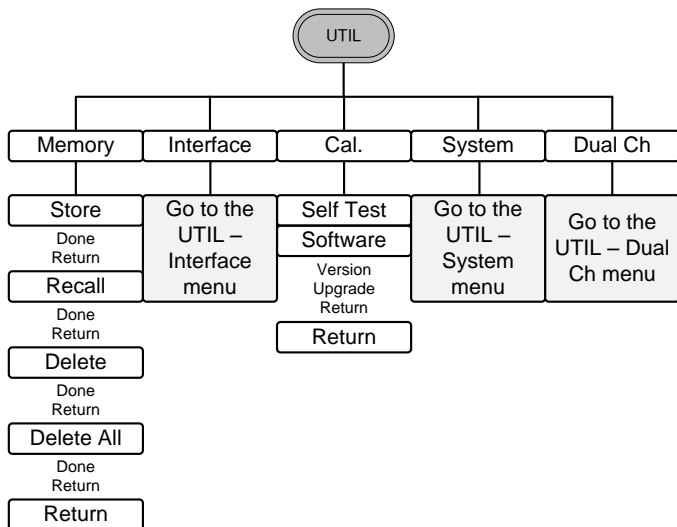 UTIL
Memory
Interface
Cal.
System
Dual Ch
Store
Done
Return
Recall
Done
Return
Delete
Done
Return
Delete All
Done
Return
Return
Go to the
UTIL –
Interface
menu
Self Test
Software
Version
Upgrade
Return
Return
Go to the
UTIL –
System
menu
Go to the
UTIL – Dual
Ch menu